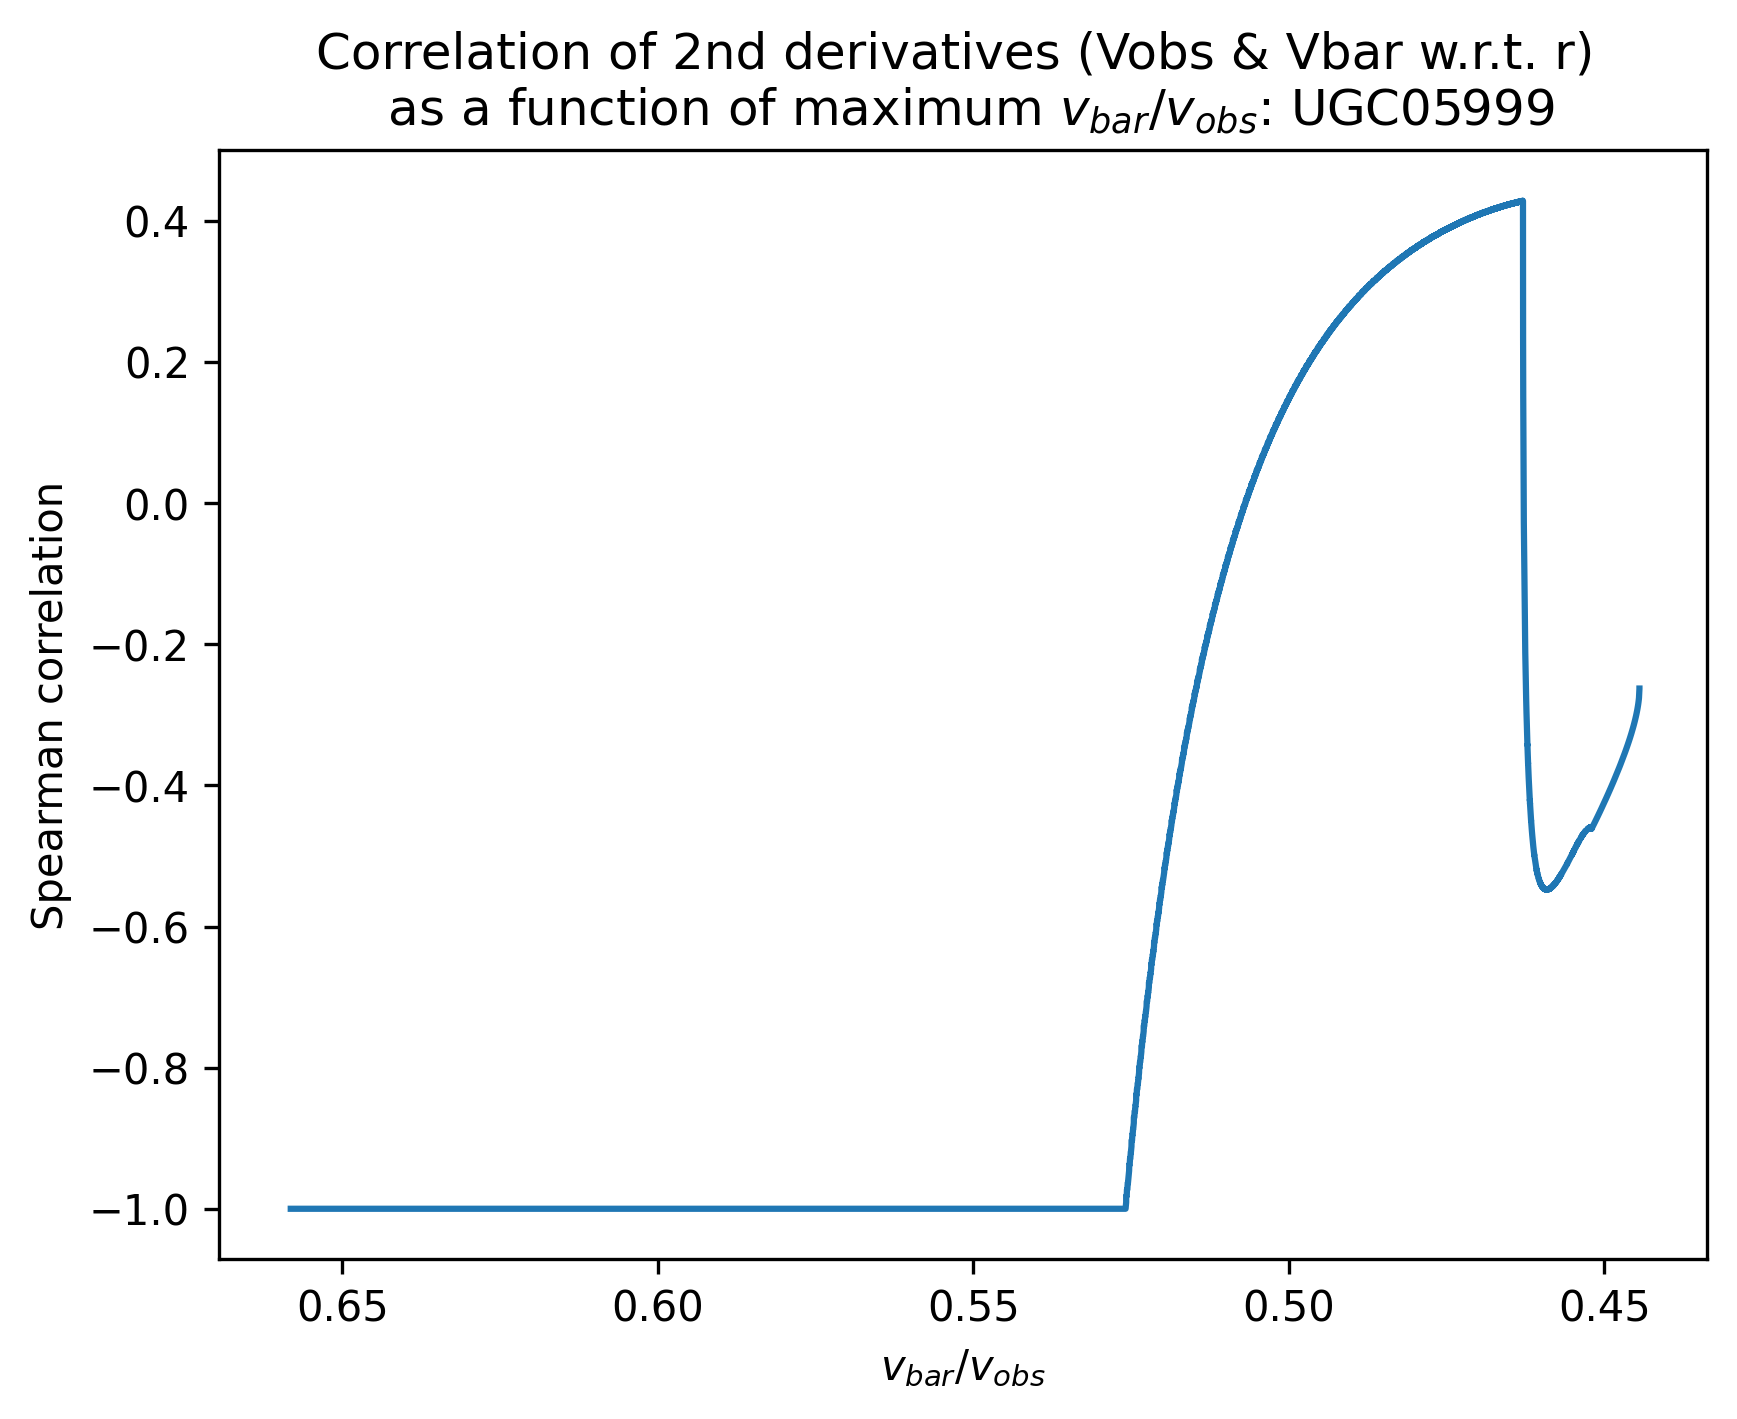 Correlation of 2nd derivatives (Vobs & Vbar w.r.t. r)
as a function of maximum v_bar/v_obs: UGC05999
0.4
0.2
0.0
−0.2
−0.4
−0.6
−0.8
−1.0
Spearman correlation
0.65 0.60 0.55 0.50 0.45
v_bar/v_obs